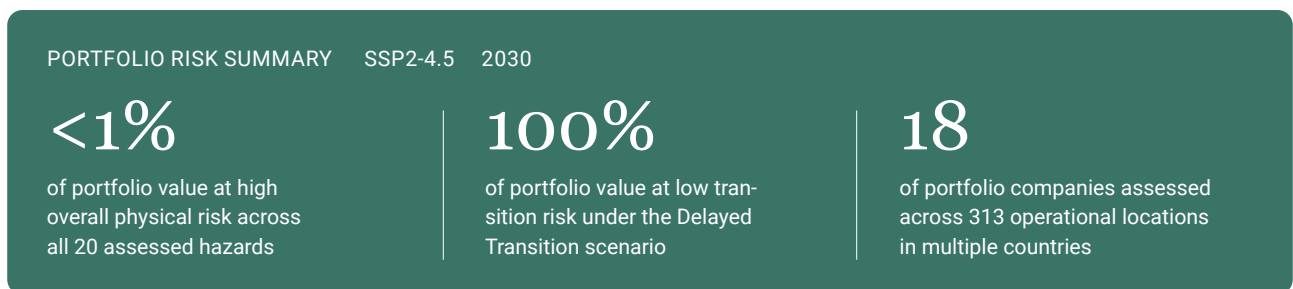 PORTFOLIO RISK SUMMARY SSP2-4.5 2030
<1%
of portfolio value at high
overall physical risk across
all 20 assessed hazards
100%
of portfolio value at low tran-
sition risk under the Delayed
Transition scenario
18
of portfolio companies assessed
across 313 operational locations
in multiple countries